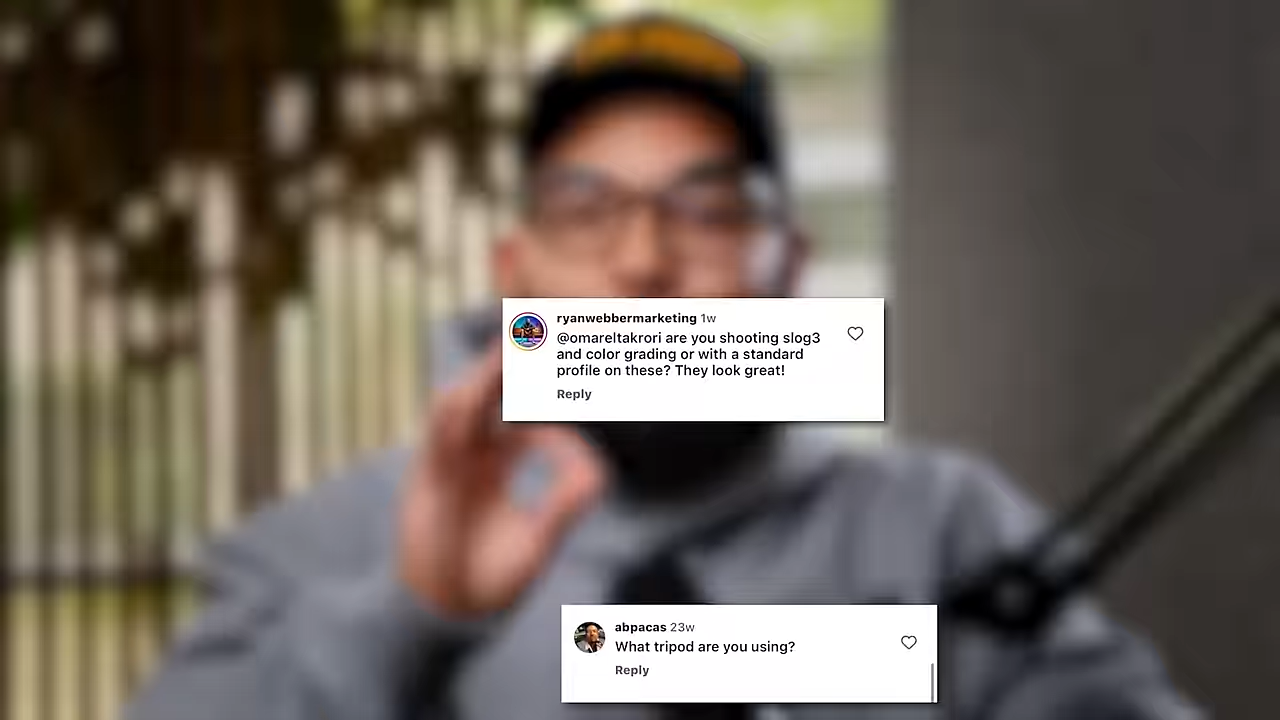 ryanwebbermarketing 1w
@omareltakrori are you shooting slog3
and color grading or with a standard
profile on these? They look great!
Reply
abpacas 23w
What tripod are you using?
Reply